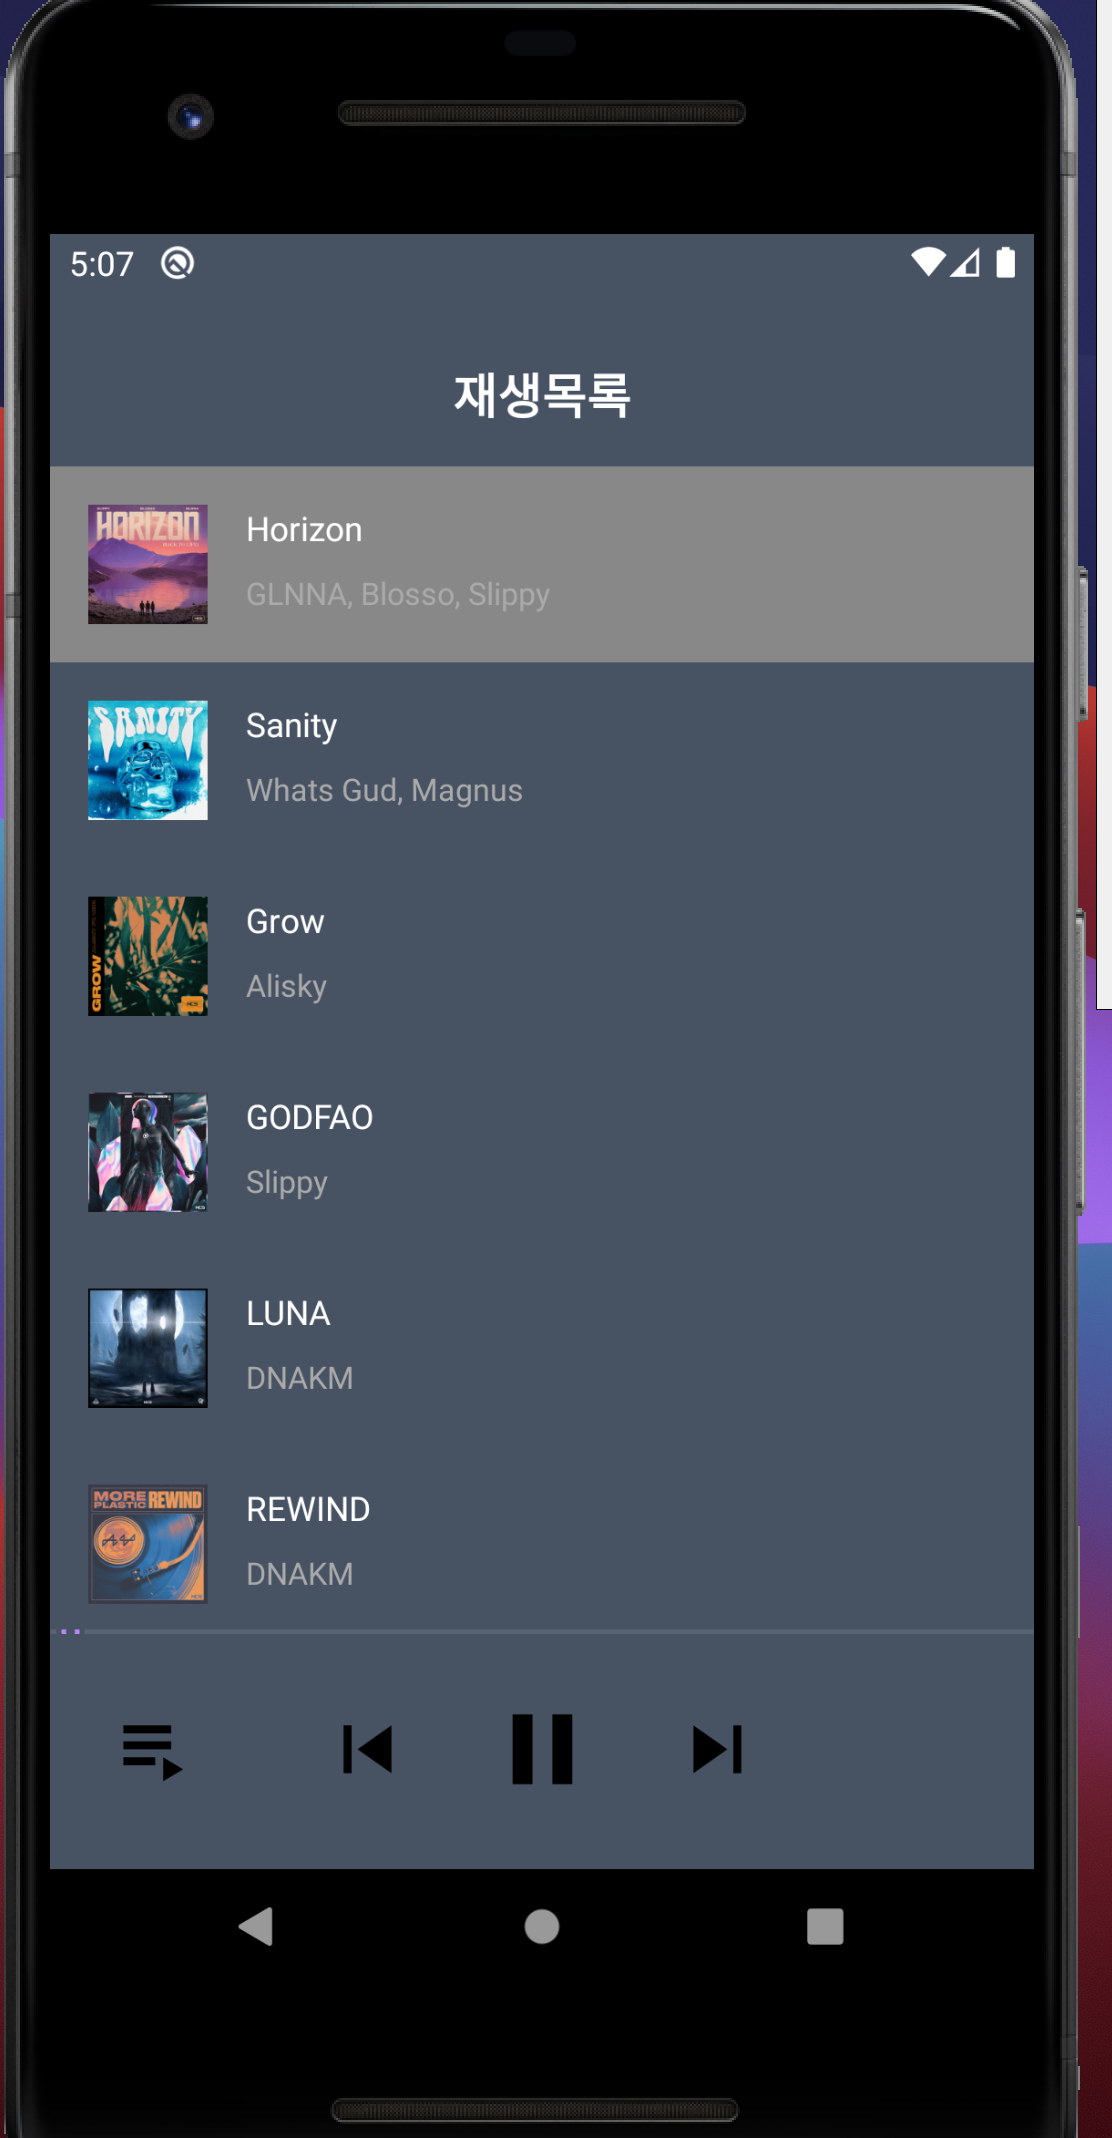 5:07
재생목록
HORIZON
Horizon
GLNNA, Blosso, Slippy
SANITY
Sanity
Whats Gud, Magnus
GROW
Grow
Alisky
GODFAO
Slippy
LUNA
DNAKM
MORE PLASTIC REWIND
REWIND
DNAKM